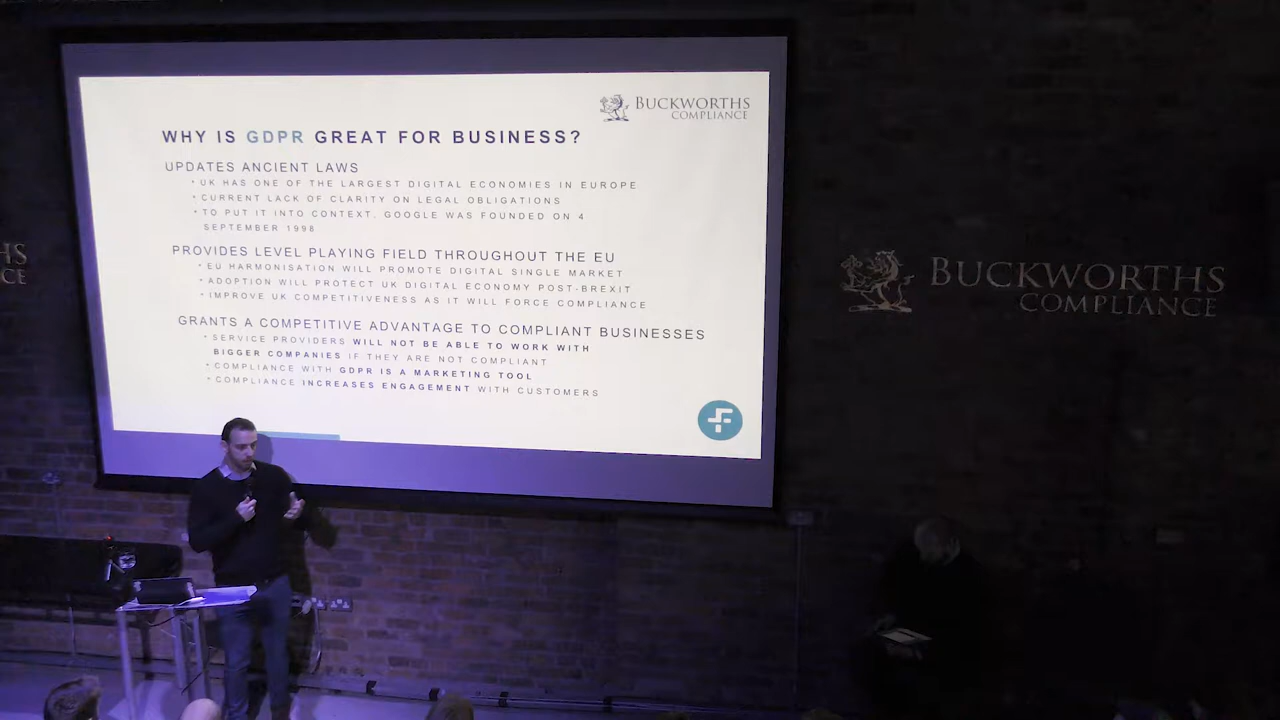 BUCKWORTHS
COMPLIANCE
WHY IS GDPR GREAT FOR BUSINESS?
UPDATES ANCIENT LAWS
• UK HAS ONE OF THE LARGEST DIGITAL ECONOMIES IN EUROPE
• CURRENT LACK OF CLARITY ON LEGAL OBLIGATIONS
• TO PUT IT INTO CONTEXT, GOOGLE WAS FOUNDED ON 4
SEPTEMBER 1998
PROVIDES LEVEL PLAYING FIELD THROUGHOUT THE EU
• EU HARMONISATION WILL PROMOTE DIGITAL SINGLE MARKET
• ADOPTION WILL PROTECT UK DIGITAL ECONOMY POST-BREXIT
• IMPROVE UK COMPETITIVENESS AS IT WILL FORCE COMPLIANCE
GRANTS A COMPETITIVE ADVANTAGE TO COMPLIANT BUSINESSES
• SERVICE PROVIDERS WILL NOT BE ABLE TO WORK WITH
BIGGER COMPANIES IF THEY ARE NOT COMPLIANT
• COMPLIANCE WITH GDPR IS A MARKETING TOOL
• COMPLIANCE INCREASES ENGAGEMENT WITH CUSTOMERS
HS
CE
BUCKWORTHS
COMPLIANCE